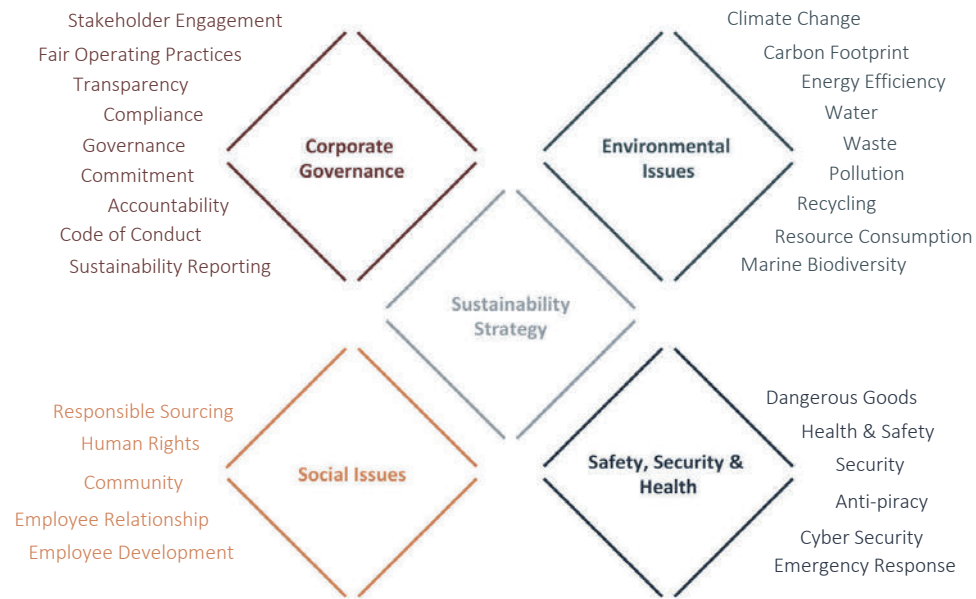 Stakeholder Engagement
Fair Operating Practices
Transparency
Compliance
Governance
Commitment
Accountability
Code of Conduct
Sustainability Reporting
Corporate
Governance
Climate Change
Carbon Footprint
Energy Efficiency
Water
Waste
Pollution
Recycling
Resource Consumption
Marine Biodiversity
Environmental
Issues
Sustainability
Strategy
Responsible Sourcing
Human Rights
Community
Employee Relationship
Employee Development
Social Issues
Dangerous Goods
Health & Safety
Security
Anti-piracy
Cyber Security
Emergency Response
Safety, Security &
Health